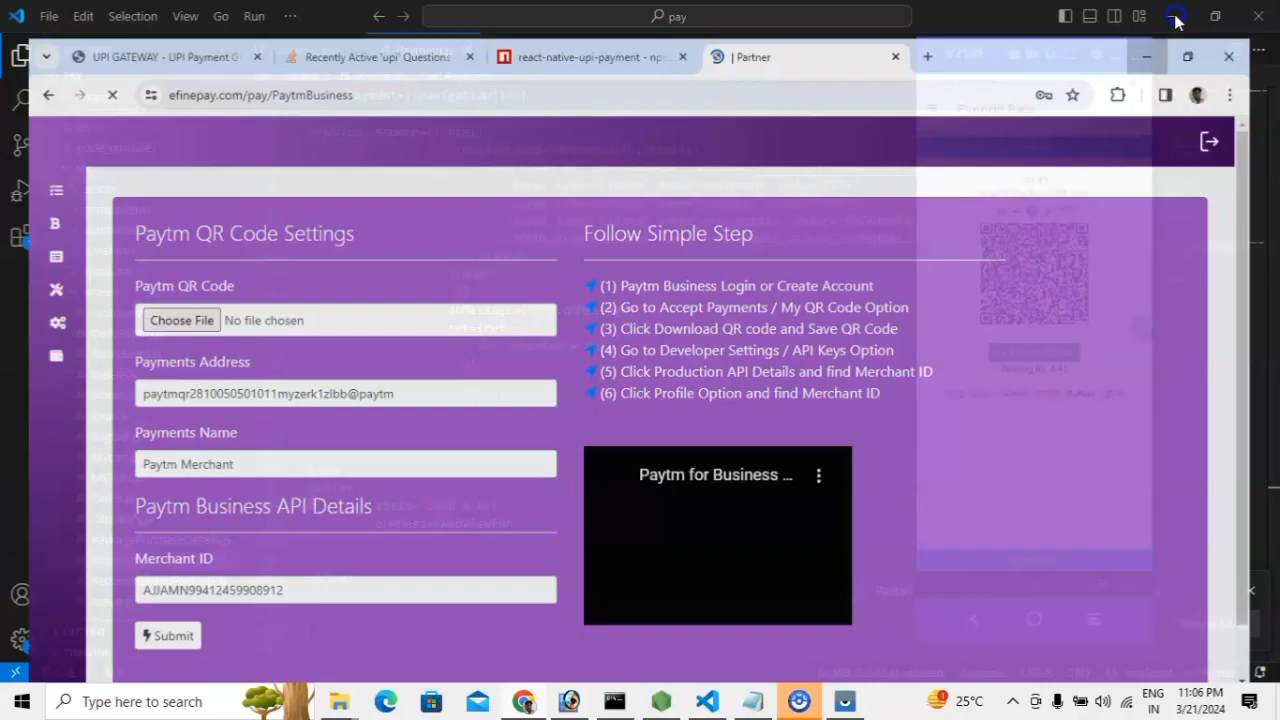 File Edit Selection View Go Run ··· pay
UPI GATEWAY - UPI Payment G
Recently Active "upi" Questions
react-native-upi-payment - npm
| Partner
efinepay.com/pay/PaytmBusiness
Paytm QR Code Settings
Paytm QR Code
Choose File No file chosen
Payments Address
paytmqr2810050501011myzerk1zlbb@paytm
Payments Name
Paytm Merchant
Paytm Business API Details
Merchant ID
AJJAMN99412459908912
Submit
Follow Simple Step
(1) Paytm Business Login or Create Account
(2) Go to Accept Payments / My QR Code Option
(3) Click Download QR code and Save QR Code
(4) Go to Developer Settings / API Keys Option
(5) Click Production API Details and find Merchant ID
(6) Click Profile Option and find Merchant ID
Paytm for Business ...
Type here to search
25°C
ENG
IN
11:06 PM
3/21/2024